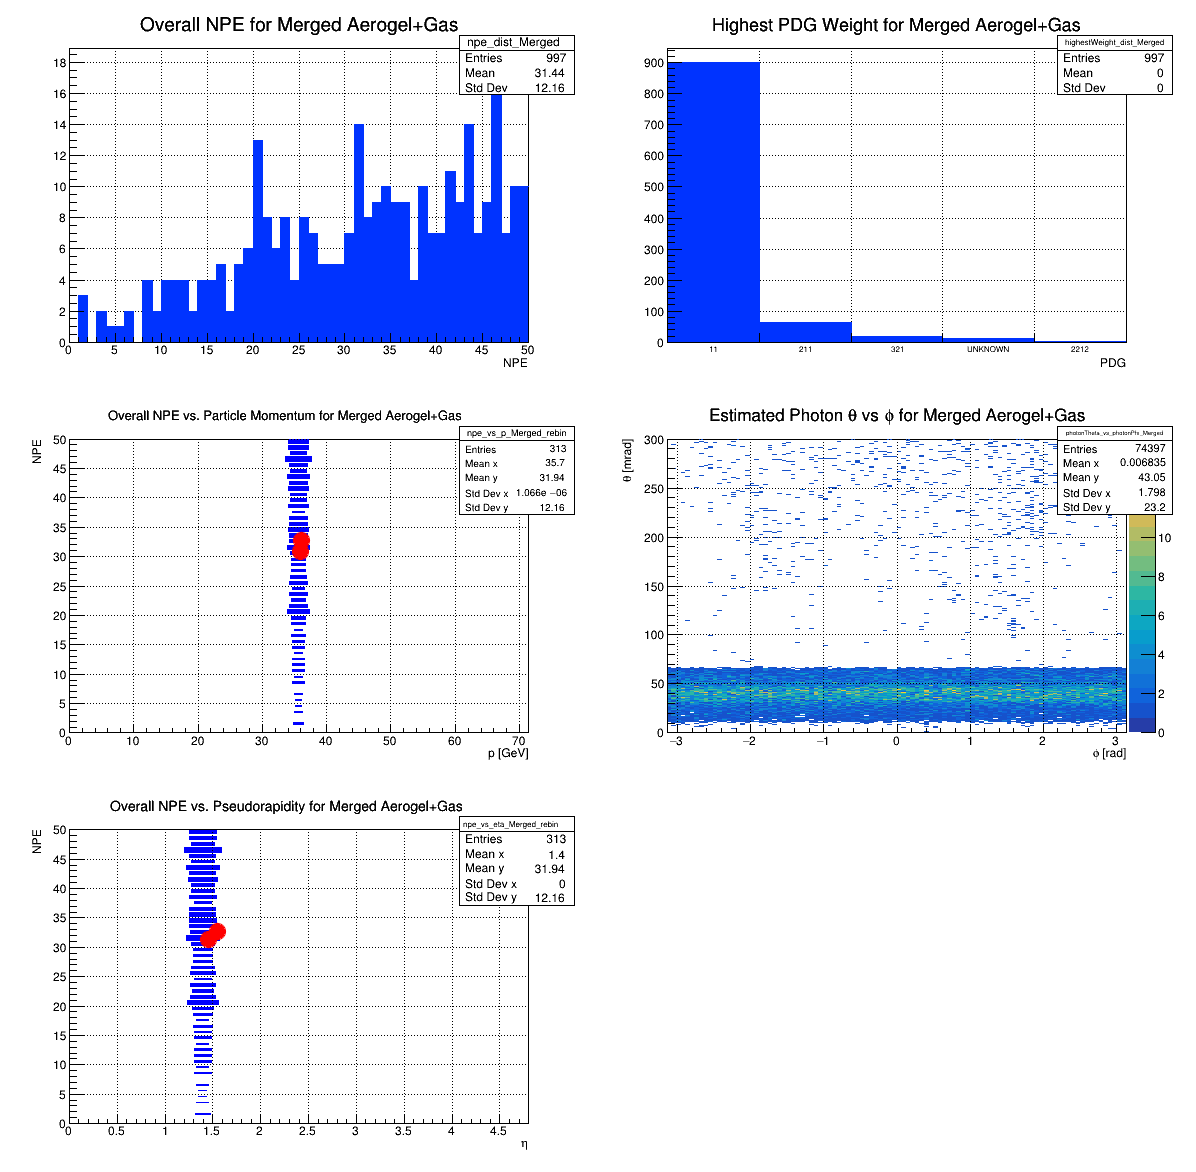 Overall NPE for Merged Aerogel+Gas
npe_dist_Merged
Entries 997
Mean 31.44
Std Dev 12.16
18
16
14
12
10
8
6
4
2
0
0 5 10 15 20 25 30 35 40 45 50
NPE
Highest PDG Weight for Merged Aerogel+Gas
highestWeight_dist_Merged
Entries 997
Mean 0
Std Dev 0
900
800
700
600
500
400
300
200
100
0
11 211 321 UNKNOWN 2212
PDG
Overall NPE vs. Particle Momentum for Merged Aerogel+Gas
npe_vs_p_Merged_rebin
Entries 313
Mean x 35.7
Mean y 31.94
Std Dev x 1.066e −06
Std Dev y 12.16
NPE
50
45
40
35
30
25
20
15
10
5
0
0 10 20 30 40 50 60 70
p [GeV]
Estimated Photon θ vs ϕ for Merged Aerogel+Gas
photonTheta_vs_photonPhi_Merged
Entries 74397
Mean x 0.006835
Mean y 43.05
Std Dev x 1.798
Std Dev y 23.2
θ [mrad]
300
250
200
150
100
50
0
−3 −2 −1 0 1 2 3
ϕ [rad]
10
8
6
4
2
0
Overall NPE vs. Pseudorapidity for Merged Aerogel+Gas
npe_vs_eta_Merged_rebin
Entries 313
Mean x 1.4
Mean y 31.94
Std Dev x 0
Std Dev y 12.16
NPE
50
45
40
35
30
25
20
15
10
5
0
0 0.5 1 1.5 2 2.5 3 3.5 4 4.5
η